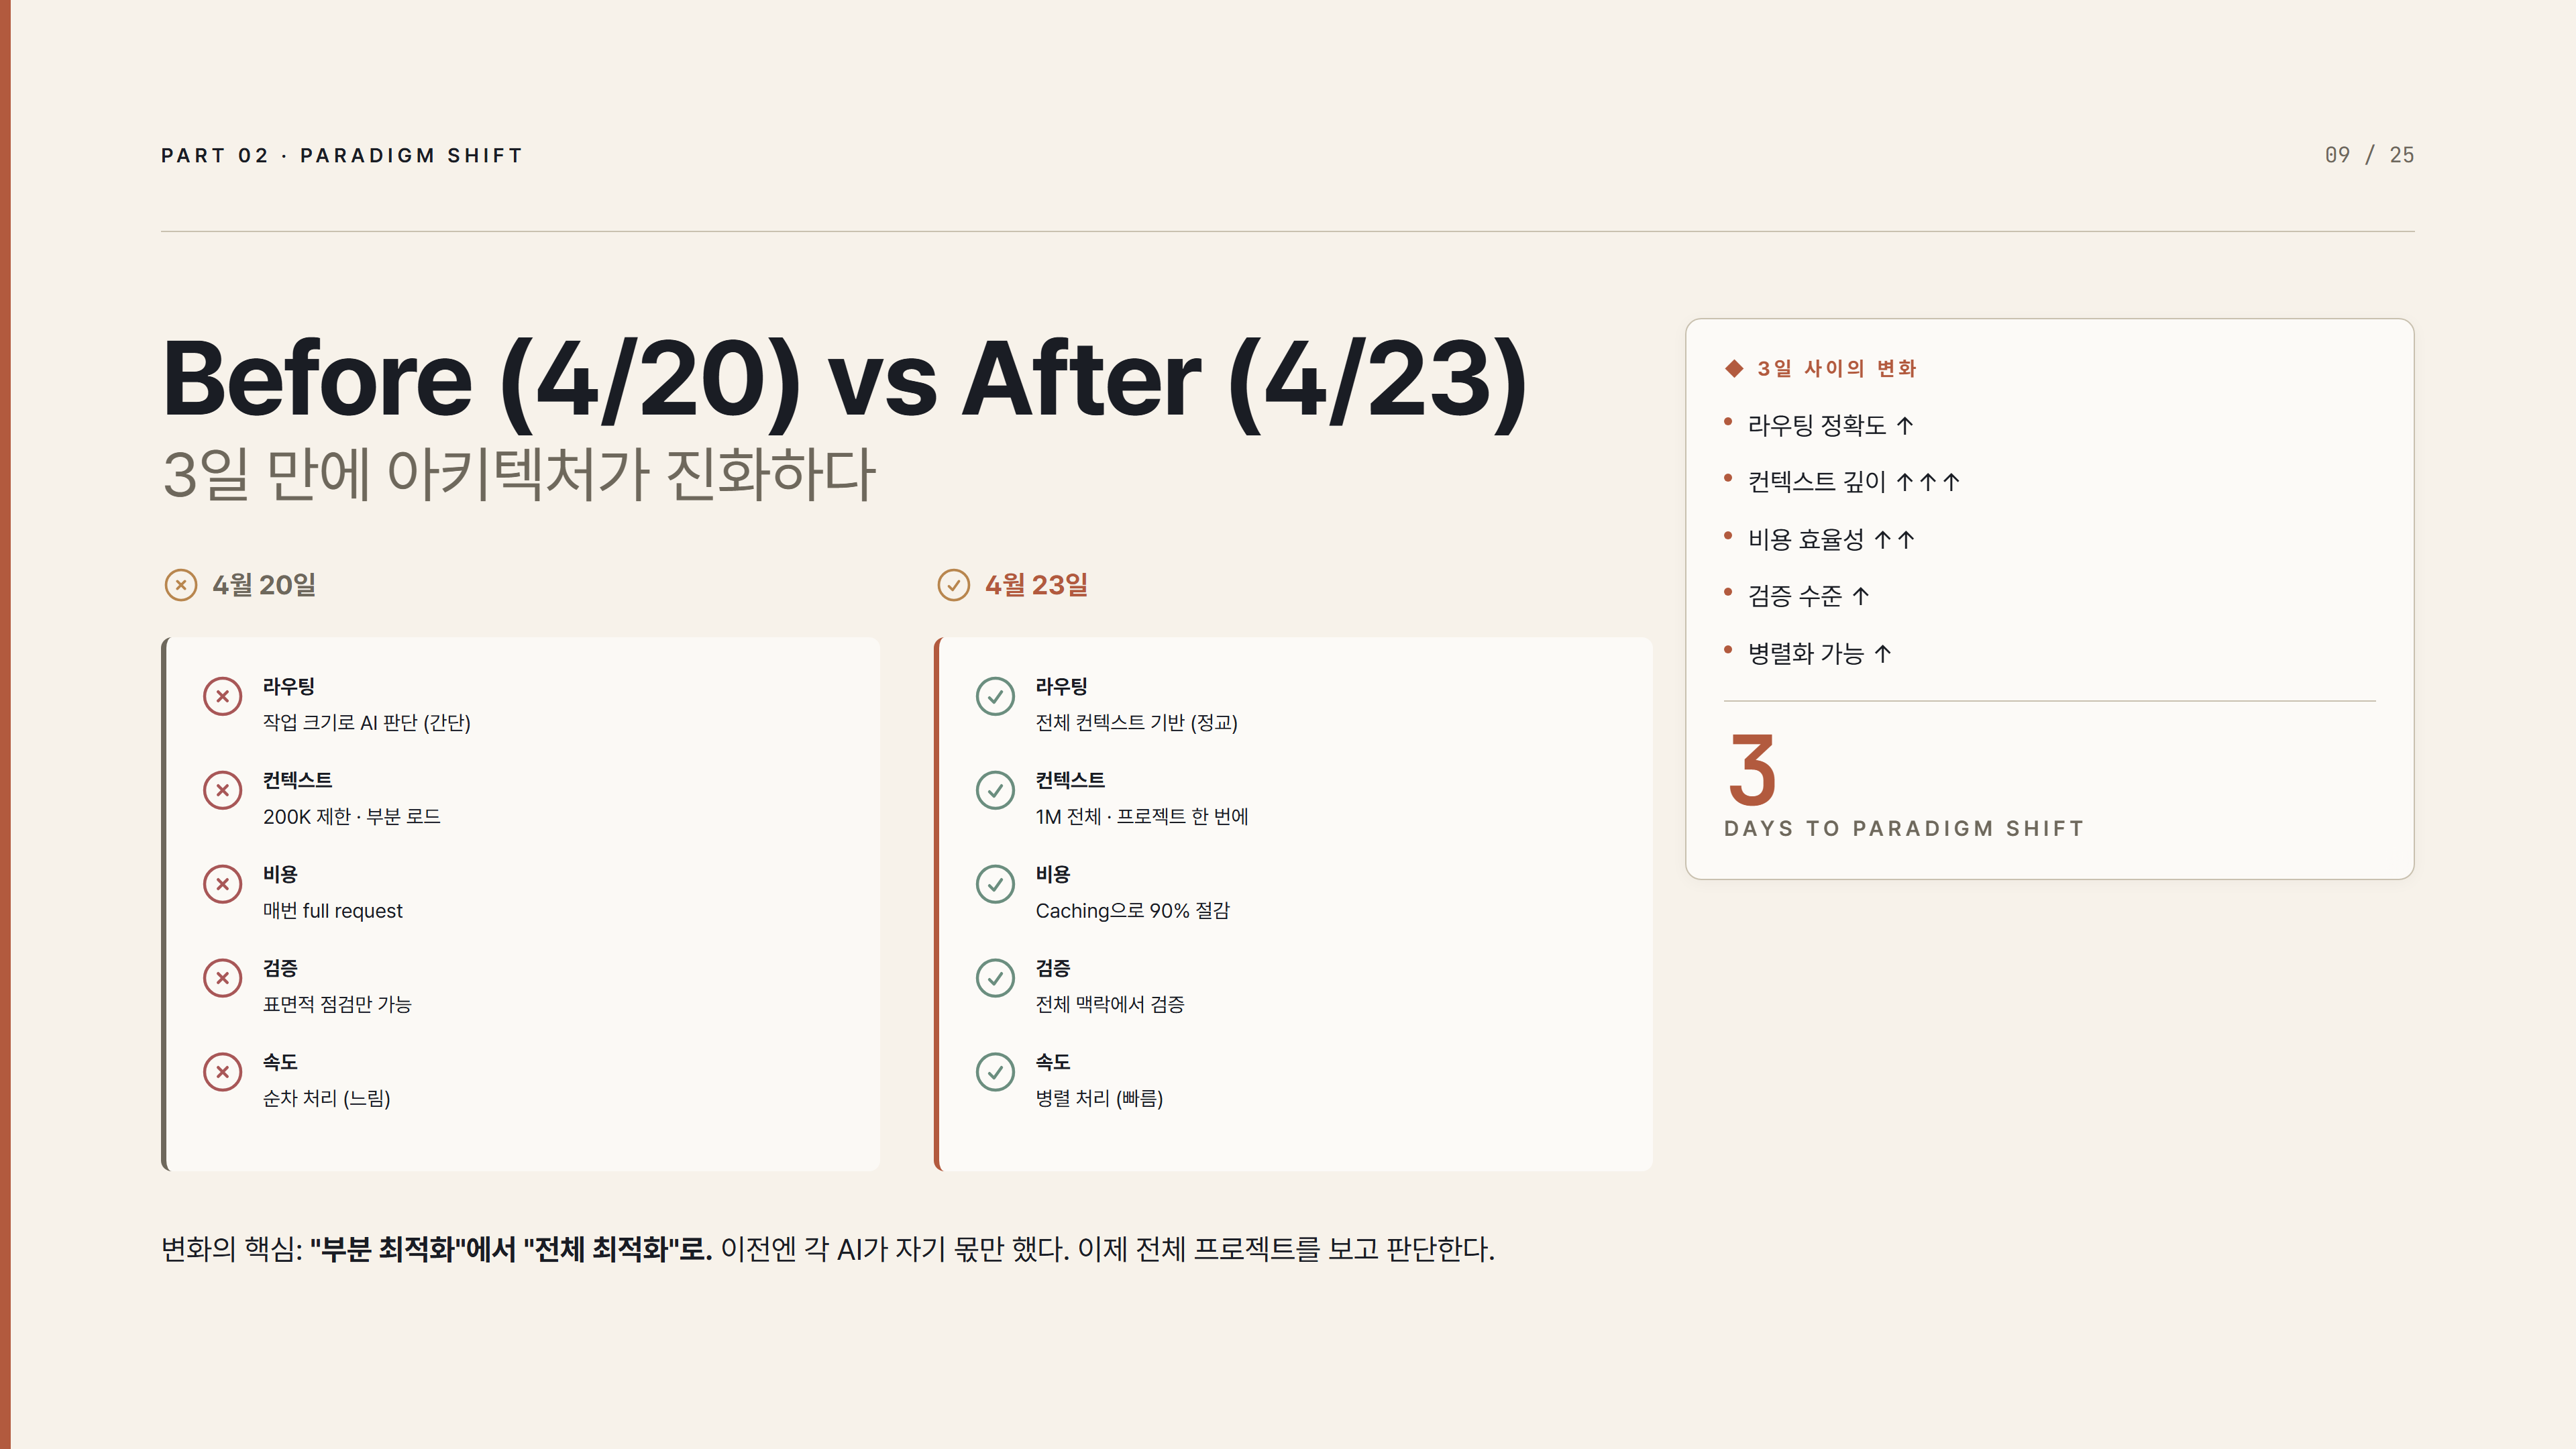 PART 02 · PARADIGM SHIFT
09 / 25
Before (4/20) vs After (4/23)
3일 만에 아키텍처가 진화하다
4월 20일
라우팅
작업 크기로 AI 판단 (간단)
컨텍스트
200K 제한 · 부분 로드
비용
매번 full request
검증
표면적 점검만 가능
속도
순차 처리 (느림)
4월 23일
라우팅
전체 컨텍스트 기반 (정교)
컨텍스트
1M 전체 · 프로젝트 한 번에
비용
Caching으로 90% 절감
검증
전체 맥락에서 검증
속도
병렬 처리 (빠름)
변화의 핵심: "부분 최적화"에서 "전체 최적화"로. 이전엔 각 AI가 자기 몫만 했다. 이제 전체 프로젝트를 보고 판단한다.
◆ 3일 사이의 변화
• 라우팅 정확도 ↑
• 컨텍스트 깊이 ↑↑↑
• 비용 효율성 ↑↑
• 검증 수준 ↑
• 병렬화 가능 ↑
3
DAYS TO PARADIGM SHIFT